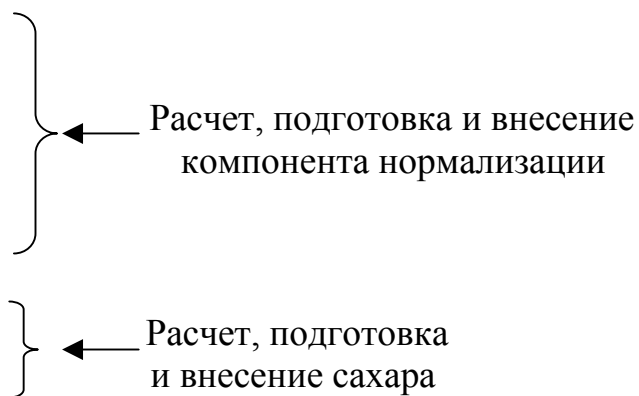 Расчет, подготовка и внесение
компонента нормализации
Расчет, подготовка
и внесение сахара